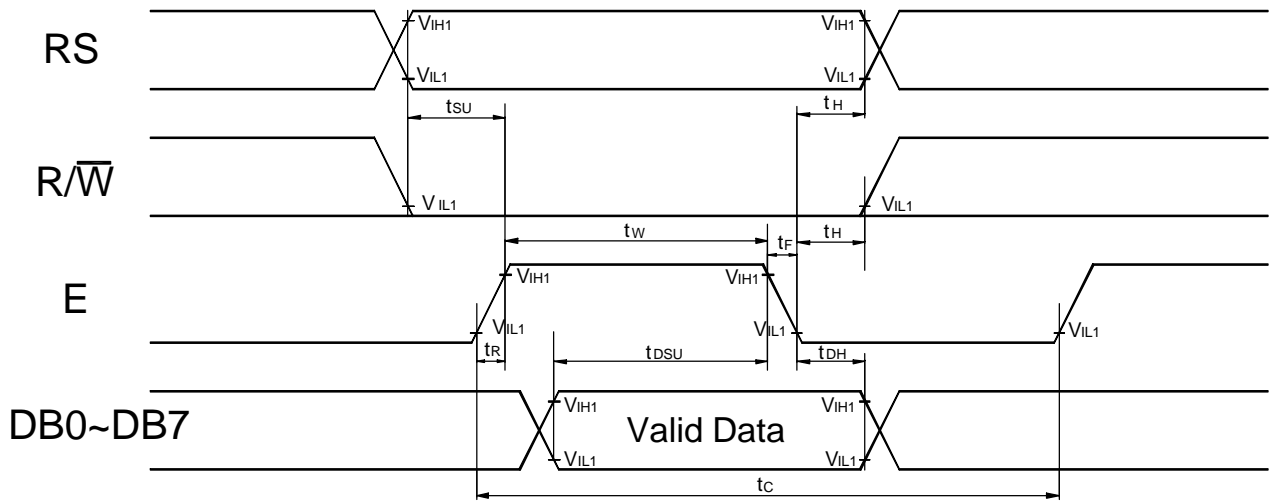 RS
VIH1 VIH1
VIL1 VIL1
tSU tH
R/W̅
VIL1 VIL1
tW tF tH
E
VIH1 VIH1
VIL1 VIL1 VIL1
tR tDSU tDH
DB0~DB7
VIH1 Valid Data VIH1
VIL1 VIL1
tC